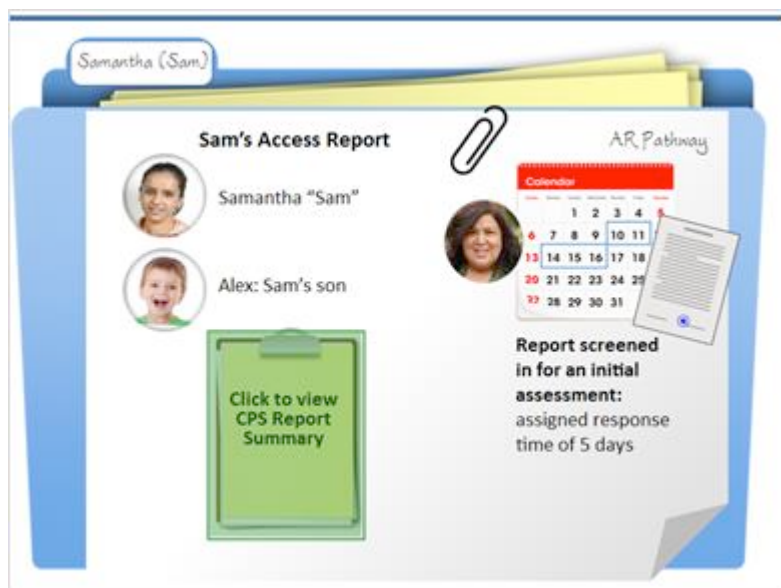 Samantha (Sam)
Sam's Access Report
AR Pathway
Samantha "Sam"
Alex: Sam's son
Click to view
CPS Report
Summary
Calendar
1 2 3 4 5
6 7 8 9 10 11
13 14 15 16 17 18
20 21 22 23 24 25
27 28 29 30 31
Report screened
in for an initial
assessment:
assigned response
time of 5 days